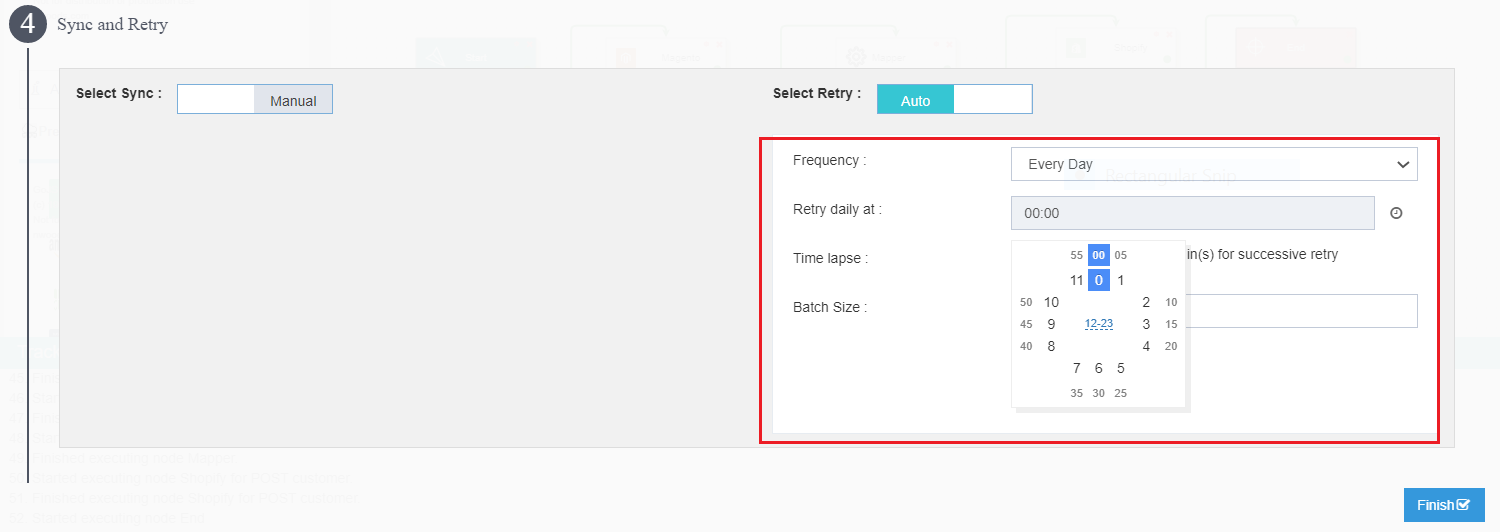 4 Sync and Retry
Select Sync : Manual
Select Retry : Auto
Frequency : Every Day
Rectangular Snip
Retry daily at : 00:00
Time lapse : in(s) for successive retry
Batch Size :
55 00 05
11 0 1
50 10 2 10
45 9 12-23 3 15
40 8 4 20
7 6 5
35 30 25
Finish